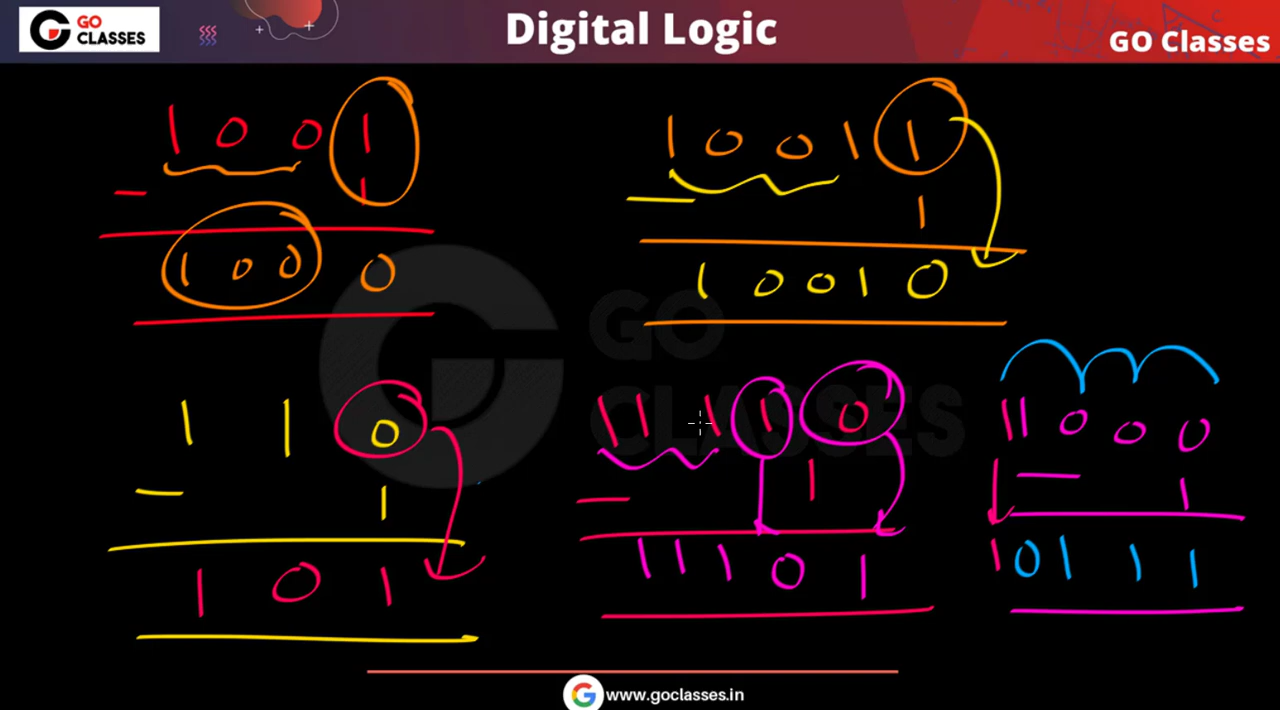 GO
CLASSES
Digital Logic
GO Classes
1 0 0 1
- 1
1 0 0 0
1 0 0 1 1
- 1
1 0 0 1 0
GO
CLASSES
1 1 0
- 1
1 0 1
1 1 1 1 0
- 1
1 1 1 0 1
1 1 0 0 0
- 1
1 0 1 1 1
www.goclasses.in